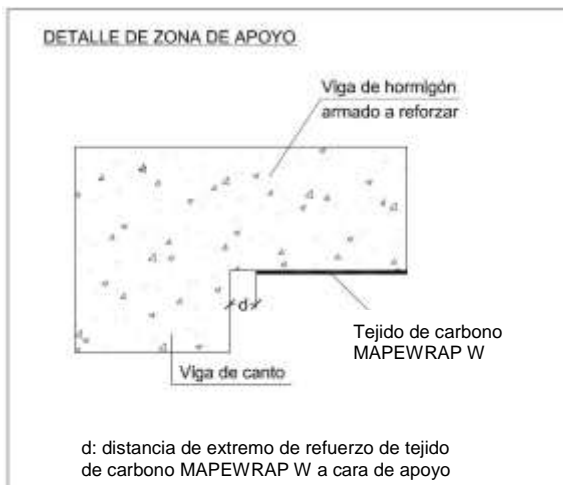 DETALLE DE ZONA DE APOYO
Viga de hormigón
armado a reforzar
d
Tejido de carbono
MAPEWRAP W
Viga de canto
d: distancia de extremo de refuerzo de tejido
de carbono MAPEWRAP W a cara de apoyo